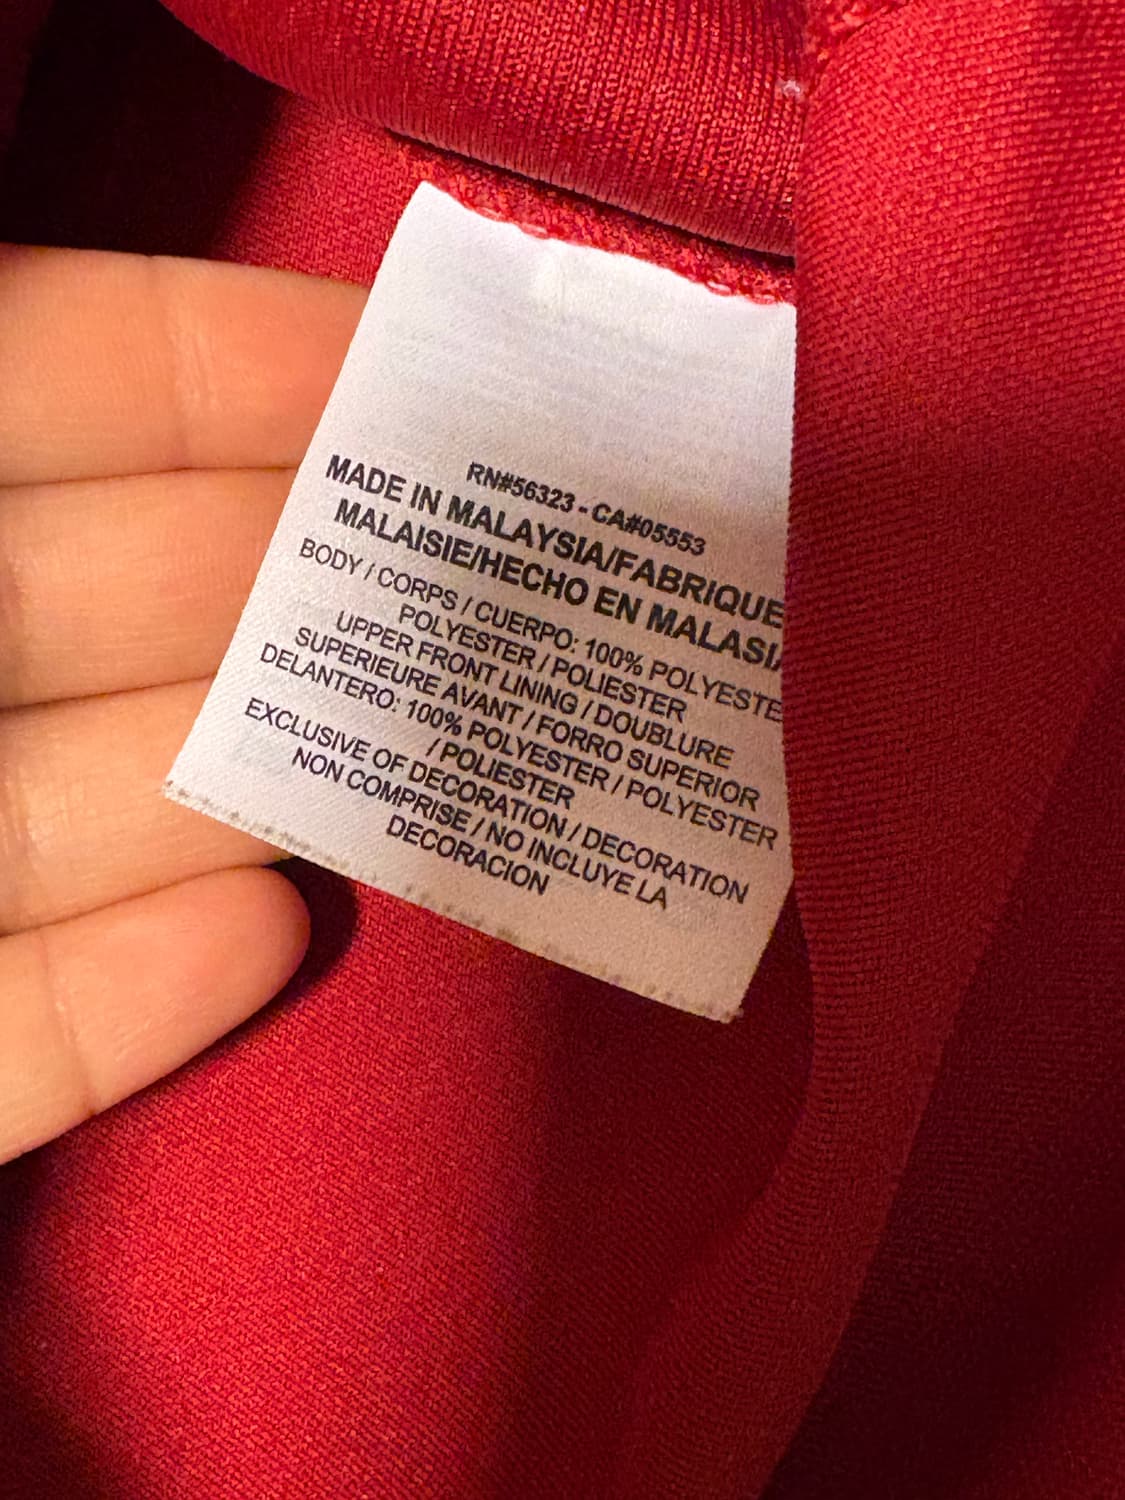 RN#56323 - CA#05553
MADE IN MALAYSIA/FABRIQUE
MALAISIE/HECHO EN MALASIA
BODY / CORPS / CUERPO: 100% POLYESTE
POLYESTER / POLIESTER
UPPER FRONT LINING / DOUBLURE
SUPERIEURE AVANT / FORRO SUPERIOR
DELANTERO: 100% POLYESTER / POLYESTER
/ POLIESTER
EXCLUSIVE OF DECORATION / DECORATION
NON COMPRISE / NO INCLUYE LA
DECORACION